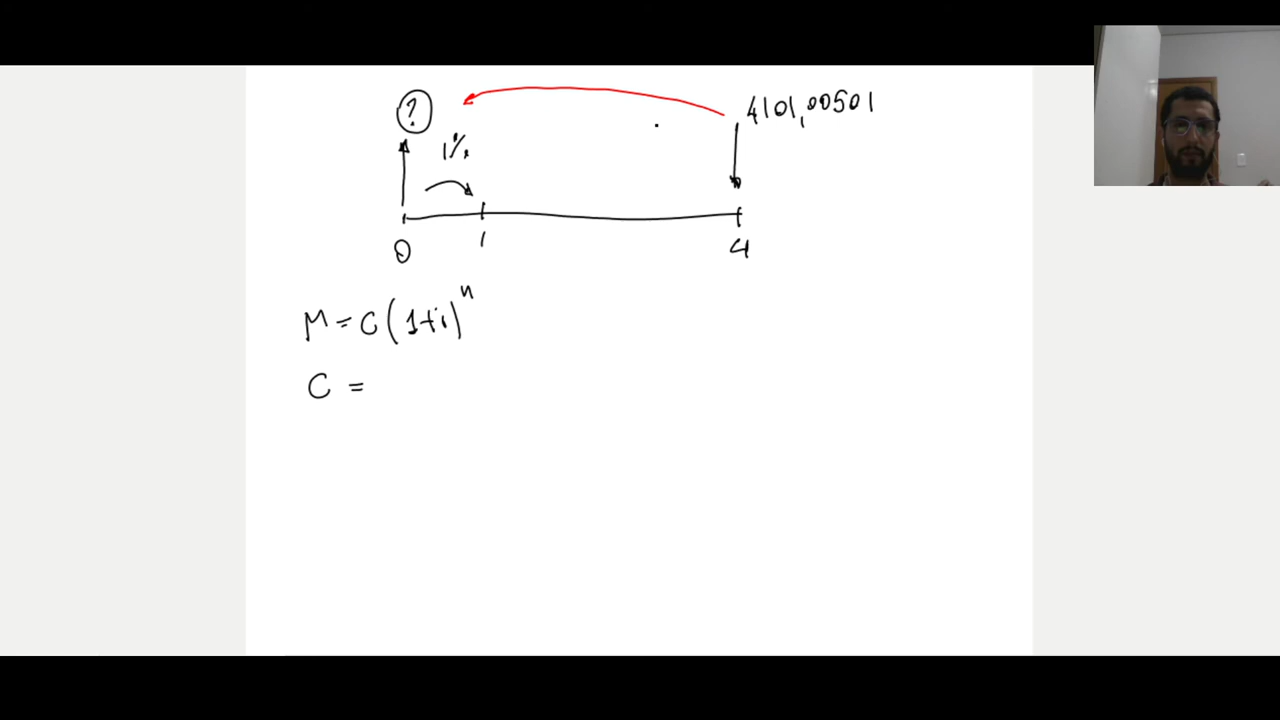 ? 4101,00501
1%
0 1 4
M = C (1+i)^n
C =